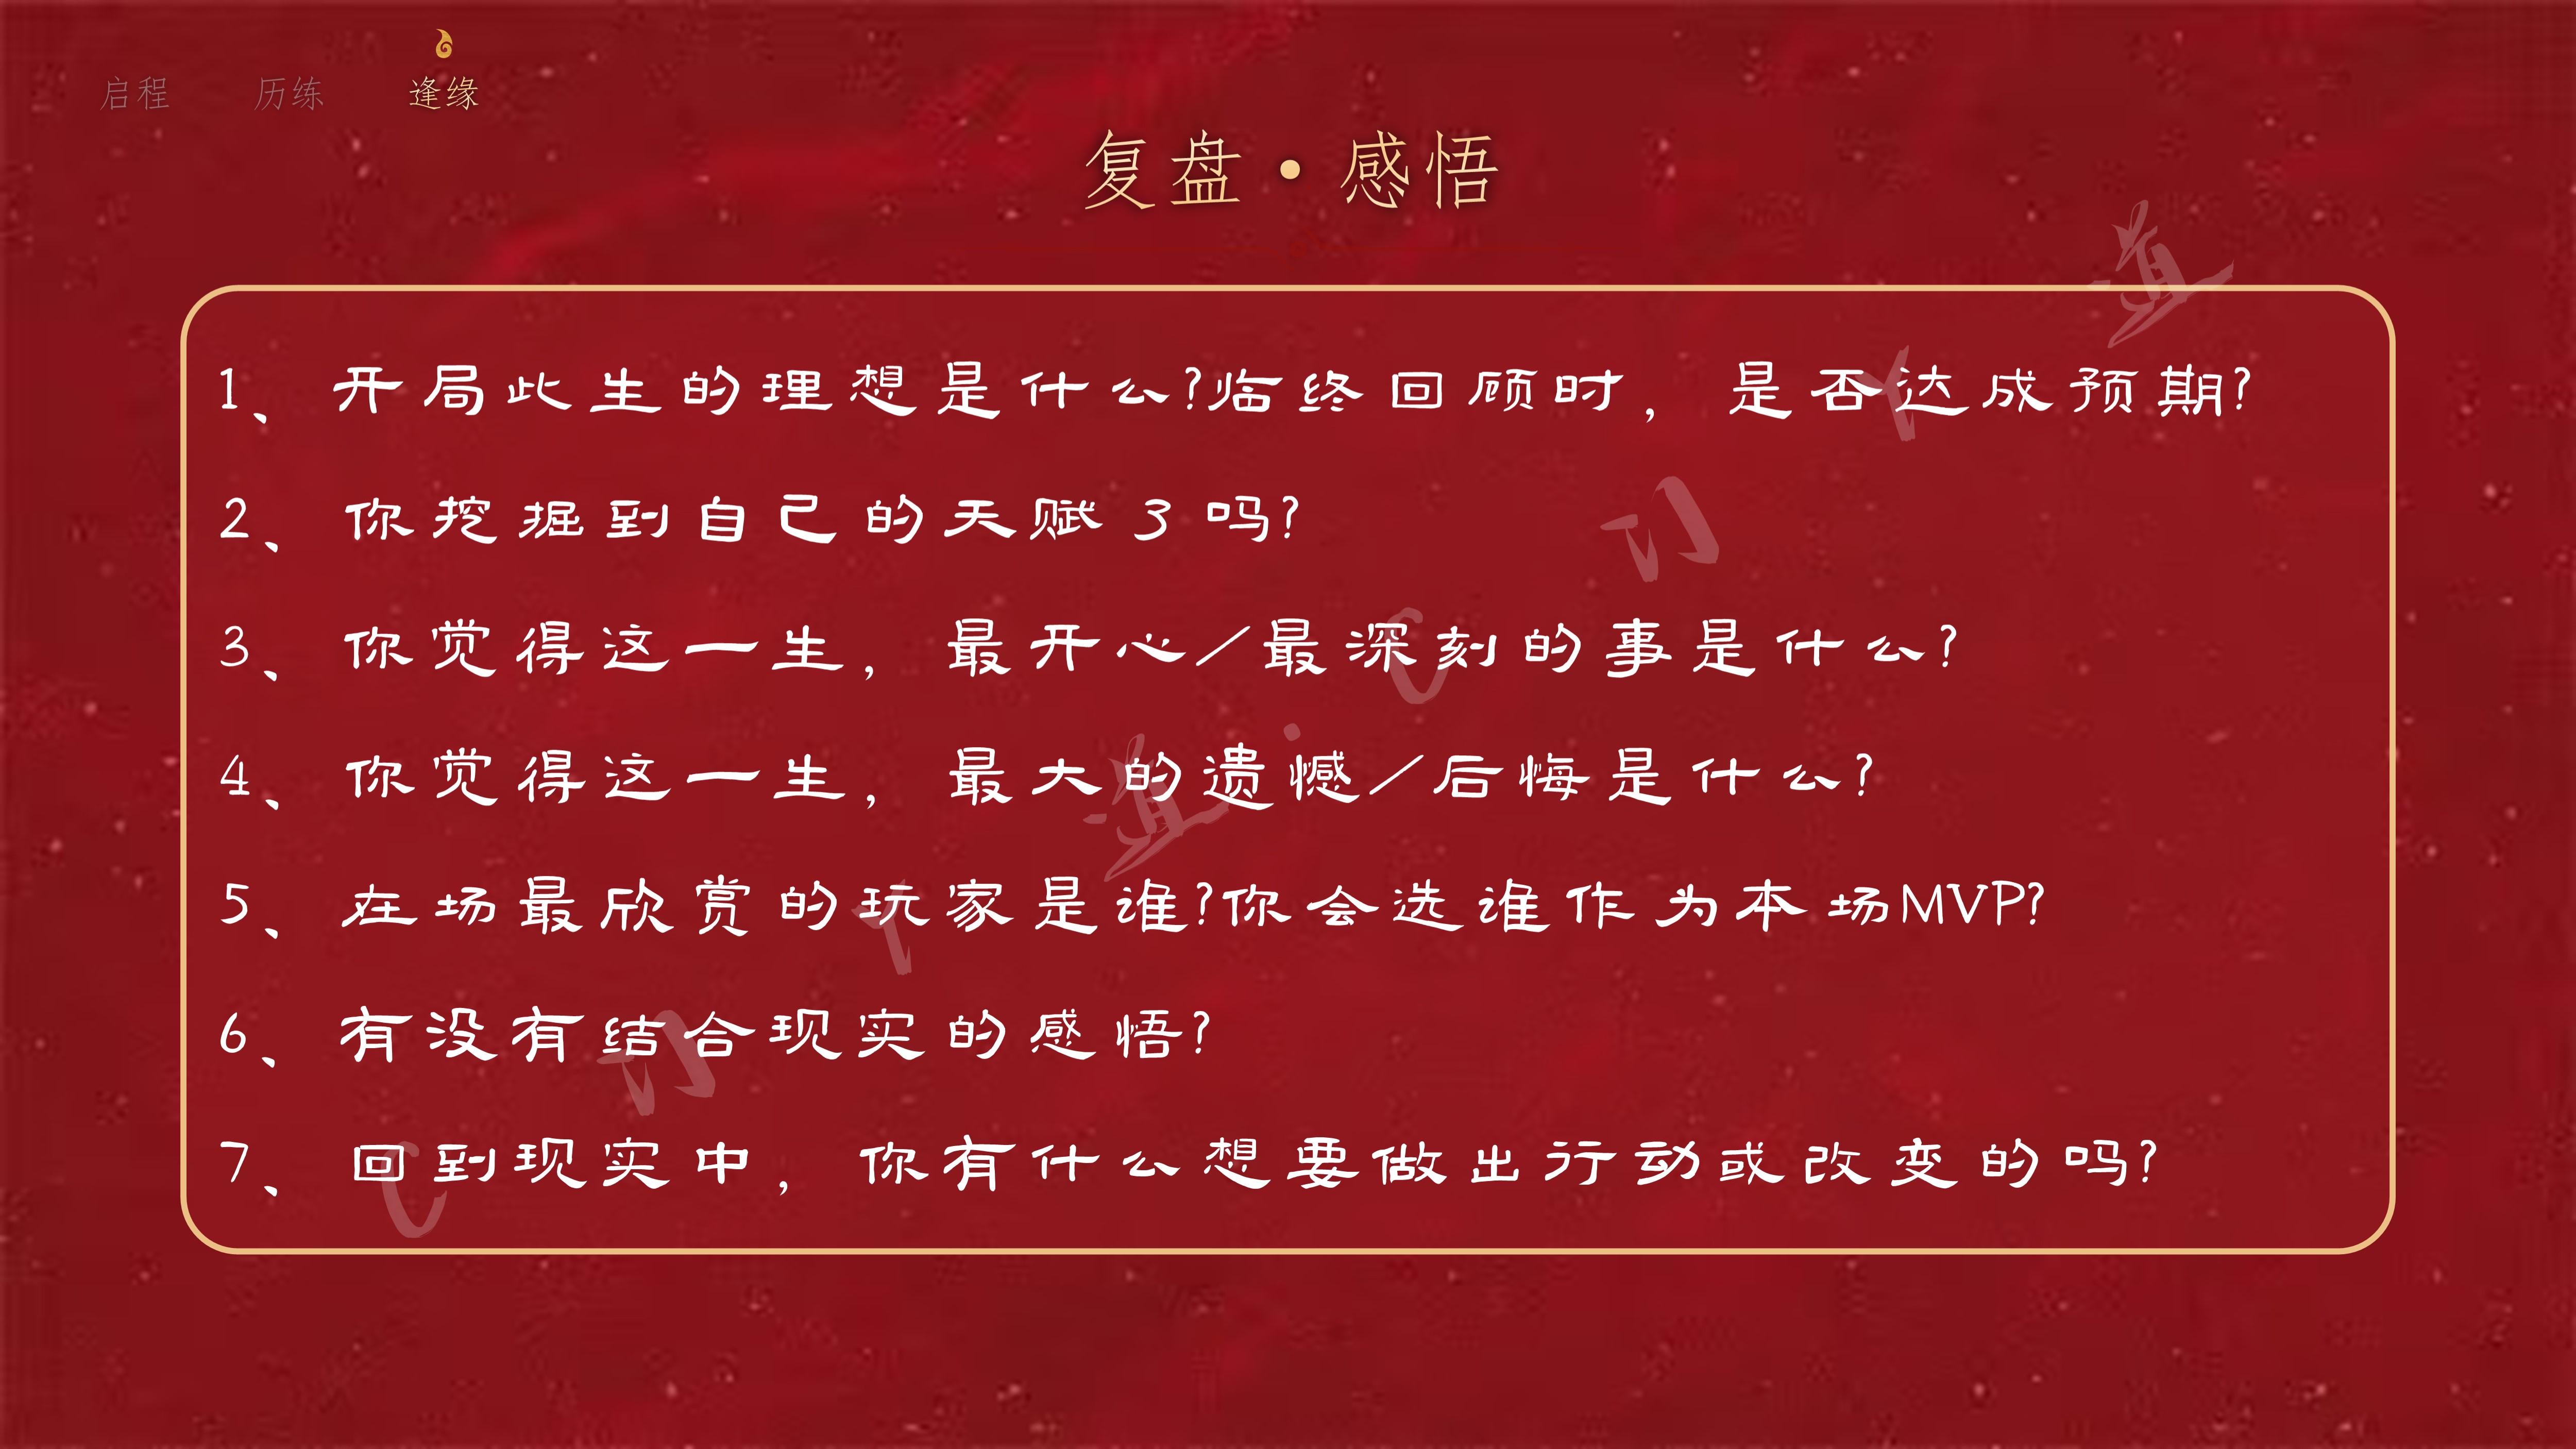 启程 历练 逢缘
复盘·感悟
1、开局此生的理想是什么?临终回顾时，是否达成预期?
2、你挖掘到自己的天赋3吗?
3、你觉得这一生，最开心/最深刻的事是什么?
4、你觉得这一生，最大的遗憾/后悔是什么?
5、在场最欣赏的玩家是谁?你会选谁作为本场MVP?
6、有没有结合现实的感悟?
7、回到现实中，你有什么想要做出行动或改变的吗?